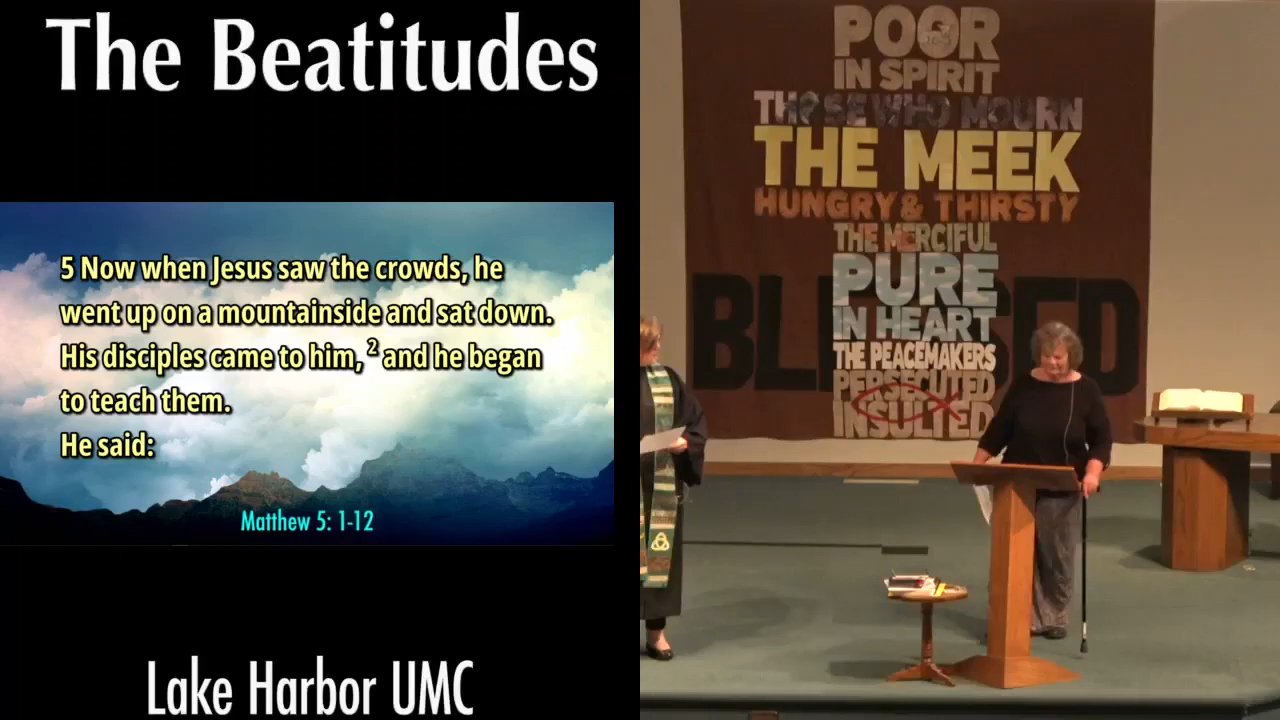 The Beatitudes
5 Now when Jesus saw the crowds, he
went up on a mountainside and sat down.
His disciples came to him, 2 and he began
to teach them.
He said:
Matthew 5: 1-12
Lake Harbor UMC
POOR
IN SPIRIT
THOSE WHO MOURN
THE MEEK
HUNGRY & THIRSTY
THE MERCIFUL
PURE
IN HEART
BLESSED
THE PEACEMAKERS
PERSECUTED
INSULTED